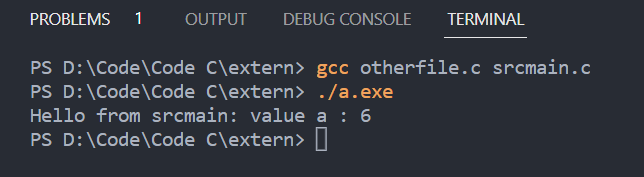 PROBLEMS 1 OUTPUT DEBUG CONSOLE TERMINAL
PS D:\Code\Code C\extern> gcc otherfile.c srcmain.c
PS D:\Code\Code C\extern> ./a.exe
Hello from srcmain: value a : 6
PS D:\Code\Code C\extern>